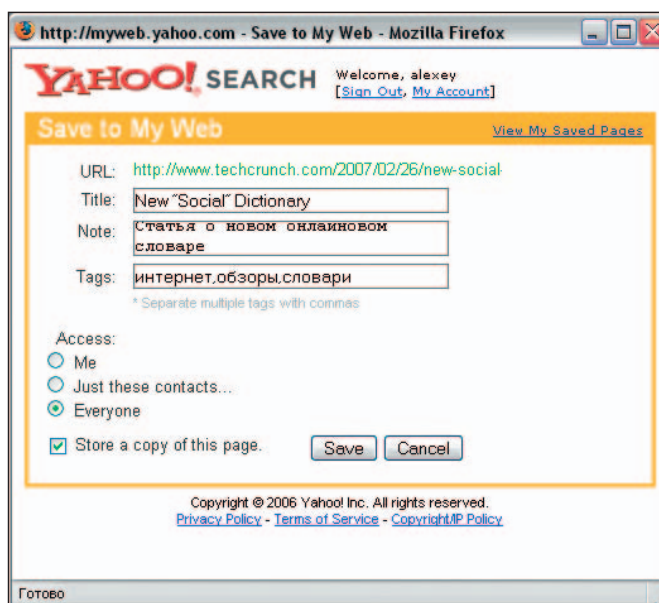 http://myweb.yahoo.com - Save to My Web - Mozilla Firefox
YAHOO! SEARCH
Welcome, alexey
[Sign Out, My Account]
Save to My Web
View My Saved Pages
URL: http://www.techcrunch.com/2007/02/26/new-social-
Title: New "Social" Dictionary
Note: Статья о новом онлайновом
словаре
Tags: интернет,обзоры,словари
* Separate multiple tags with commas
Access:
Me
Just these contacts...
Everyone
Store a copy of this page. Save Cancel
Copyright © 2006 Yahoo! Inc. All rights reserved.
Privacy Policy - Terms of Service - Copyright/IP Policy
Готово